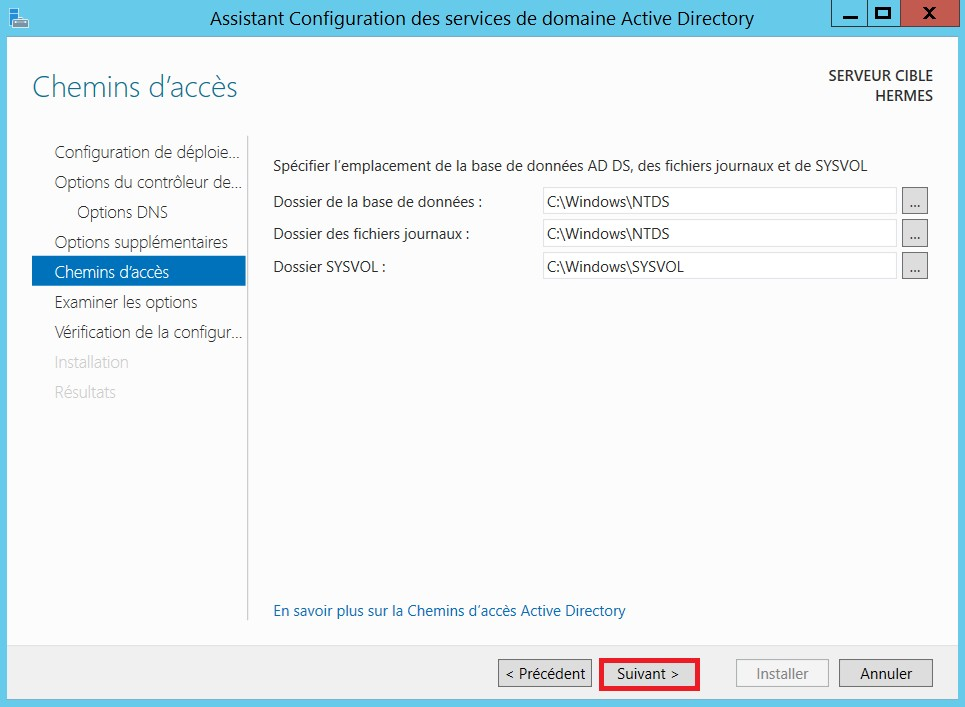 Assistant Configuration des services de domaine Active Directory
Chemins d’accès
SERVEUR CIBLE
HERMES
Configuration de déploie...
Options du contrôleur de...
Options DNS
Options supplémentaires
Chemins d’accès
Examiner les options
Vérification de la configur...
Installation
Résultats
Spécifier l’emplacement de la base de données AD DS, des fichiers journaux et de SYSVOL
Dossier de la base de données : C:\Windows\NTDS ...
Dossier des fichiers journaux : C:\Windows\NTDS ...
Dossier SYSVOL : C:\Windows\SYSVOL ...
En savoir plus sur la Chemins d’accès Active Directory
< Précédent Suivant > Installer Annuler